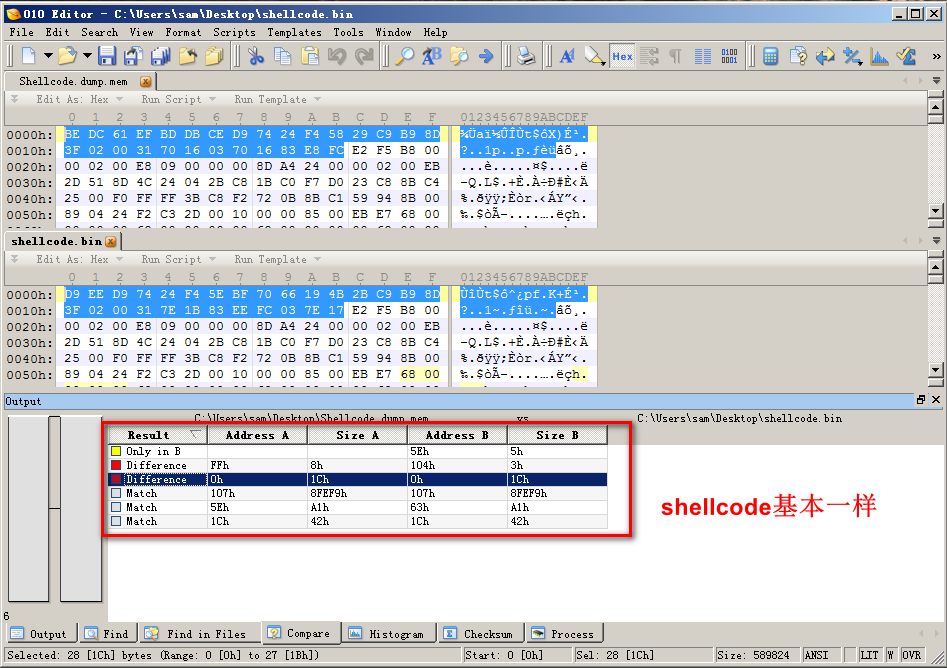 010 Editor - C:\Users\sam\Desktop\shellcode.bin
File Edit Search View Format Scripts Templates Tools Window Help
Shellcode.dump.mem
Edit As: Hex Run Script Run Template
0 1 2 3 4 5 6 7 8 9 A B C D E F 0123456789ABCDEF
0000h: BE DC 61 EF BD DB CE D9 74 24 F4 58 29 C9 B9 8D ¾Üaï½ÛÎÙt$ôX)É¹.
0010h: 3F 02 00 31 70 16 03 70 16 83 E8 FC E2 F5 B8 00 ?..1p..p.ƒèüâõ¸.
0020h: 00 02 00 E8 09 00 00 00 8D A4 24 00 00 02 00 EB ...è.....¤$....ë
0030h: 2D 51 8D 4C 24 04 2B C8 1B C0 F7 D0 23 C8 8B C4 -Q.L$.+È.À÷Ð#È‹Ä
0040h: 25 00 F0 FF FF 3B C8 F2 72 0B 8B C1 59 94 8B 00 %.ðÿÿ;Èòr.‹ÁY”‹.
0050h: 89 04 24 F2 C3 2D 00 10 00 00 85 00 EB E7 68 00 ‰.$òÃ-....….ëçh.
shellcode.bin
Edit As: Hex Run Script Run Template
0 1 2 3 4 5 6 7 8 9 A B C D E F 0123456789ABCDEF
0000h: D9 EE D9 74 24 F4 5E BF 70 66 19 4B 2B C9 B9 8D ÙîÙt$ô^¿pf.K+É¹.
0010h: 3F 02 00 31 7E 1B 83 EE FC 03 7E 17 E2 F5 B8 00 ?..1~.ƒîü.~.âõ¸.
0020h: 00 02 00 E8 09 00 00 00 8D A4 24 00 00 02 00 EB ...è.....¤$....ë
0030h: 2D 51 8D 4C 24 04 2B C8 1B C0 F7 D0 23 C8 8B C4 -Q.L$.+È.À÷Ð#È‹Ä
0040h: 25 00 F0 FF FF 3B C8 F2 72 0B 8B C1 59 94 8B 00 %.ðÿÿ;Èòr.‹ÁY”‹.
0050h: 89 04 24 F2 C3 2D 00 10 00 00 85 00 EB E7 68 00 ‰.$òÃ-....….ëçh.
Output
C:\Users\sam\Desktop\Shellcode.dump.mem vs C:\Users\sam\Desktop\shellcode.bin
Result Address A Size A Address B Size B
Only in B 5Eh 5h
Difference FFh 8h 104h 3h
Difference 0h 1Ch 0h 1Ch
Match 107h 8FEF9h 107h 8FEF9h
Match 5Eh A1h 63h A1h
Match 1Ch 42h 1Ch 42h
shellcode基本一样
6
Output Find Find in Files Compare Histogram Checksum Process
Selected: 28 [1Ch] bytes (Range: 0 [0h] to 27 [1Bh]) Start: 0 [0h] Sel: 28 [1Ch] Size: 589824 ANSI LIT W OVR